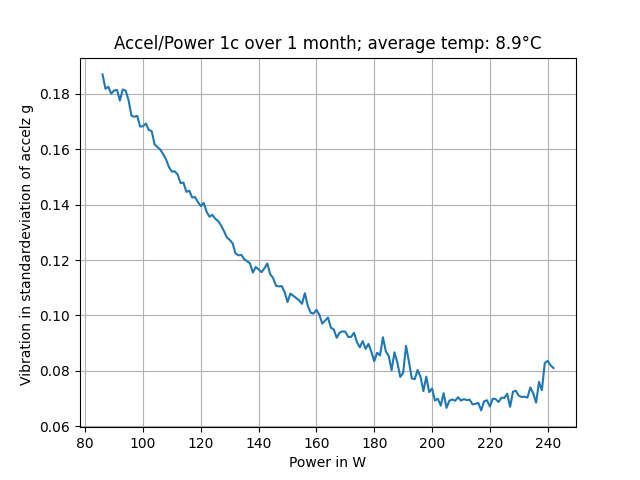 Accel/Power 1c over 1 month; average temp: 8.9°C
Vibration in standardeviation of accelz g
0.18
0.16
0.14
0.12
0.10
0.08
0.06
80 100 120 140 160 180 200 220 240
Power in W